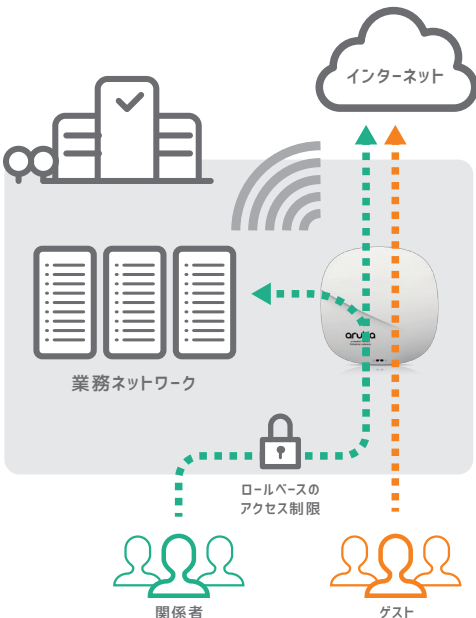 インターネット
aruba
業務ネットワーク
ロールベースの
アクセス制限
関係者
ゲスト